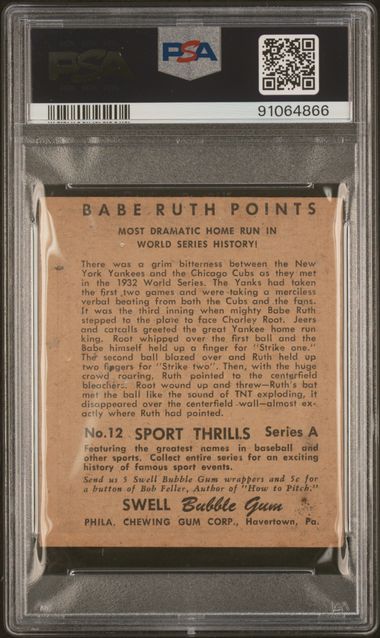 PSA
PSA
91064866
BABE RUTH POINTS
MOST DRAMATIC HOME RUN IN
WORLD SERIES HISTORY!
There was a grim bitterness between the New
York Yankees and the Chicago Cubs as they met
in the 1932 World Series. The Yanks had taken
the first two games and were taking a merciless
verbal beating from both the Cubs and the fans.
It was the third inning when mighty Babe Ruth
stepped to the plate to face Charley Root. Jeers
and catcalls greeted the great Yankee home run
king. Root whipped over the first ball and the
Babe himself held up a finger for "Strike one."
The second ball blazed over and Ruth held up
two fingers for "Strike two". Then, with the huge
crowd roaring, Ruth pointed to the centerfield
bleachers. Root wound up and threw—Ruth's bat
met the ball like the sound of TNT exploding, it
disappeared over the centerfield wall—almost ex-
actly where Ruth had pointed.
No.12 SPORT THRILLS Series A
Featuring the greatest names in baseball and
other sports. Collect entire series for an exciting
history of famous sport events.
Send us 5 Swell Bubble Gum wrappers and 5c for
a button of Bob Feller, Author of "How to Pitch."
SWELL Bubble Gum
PHILA. CHEWING GUM CORP., Havertown, Pa.